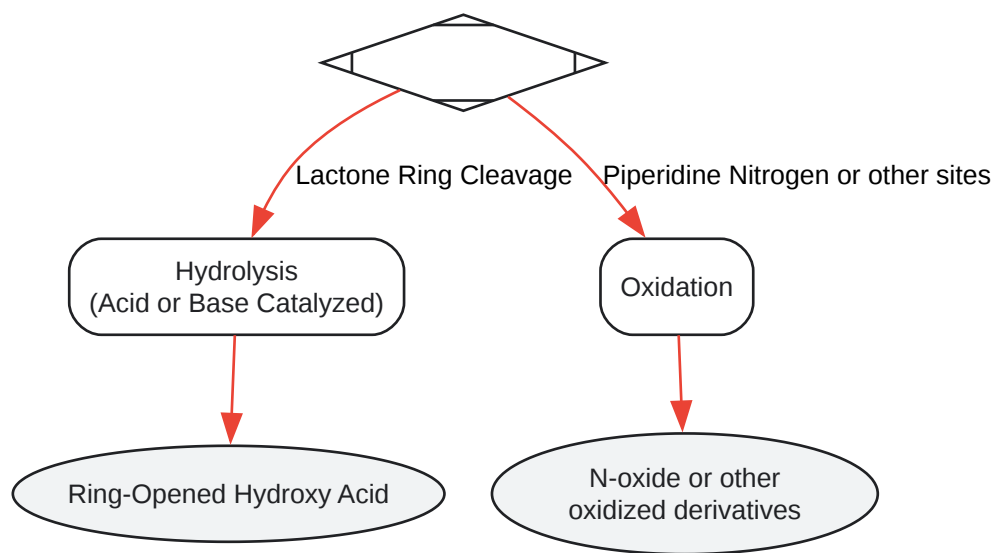 Lactone Ring Cleavage
Piperidine Nitrogen or other sites
Hydrolysis
(Acid or Base Catalyzed)
Oxidation
Ring-Opened Hydroxy Acid
N-oxide or other
oxidized derivatives